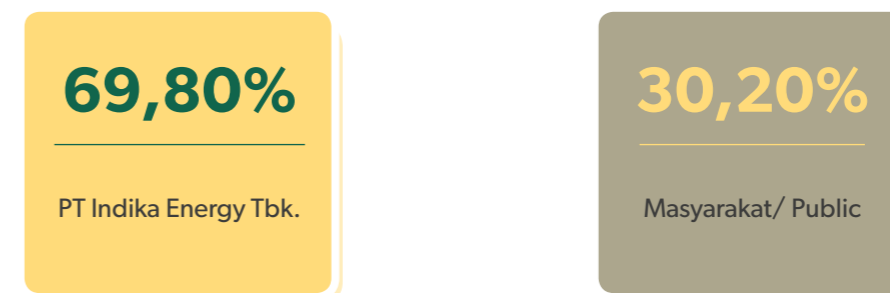 69,80%
PT Indika Energy Tbk.
30,20%
Masyarakat/ Public